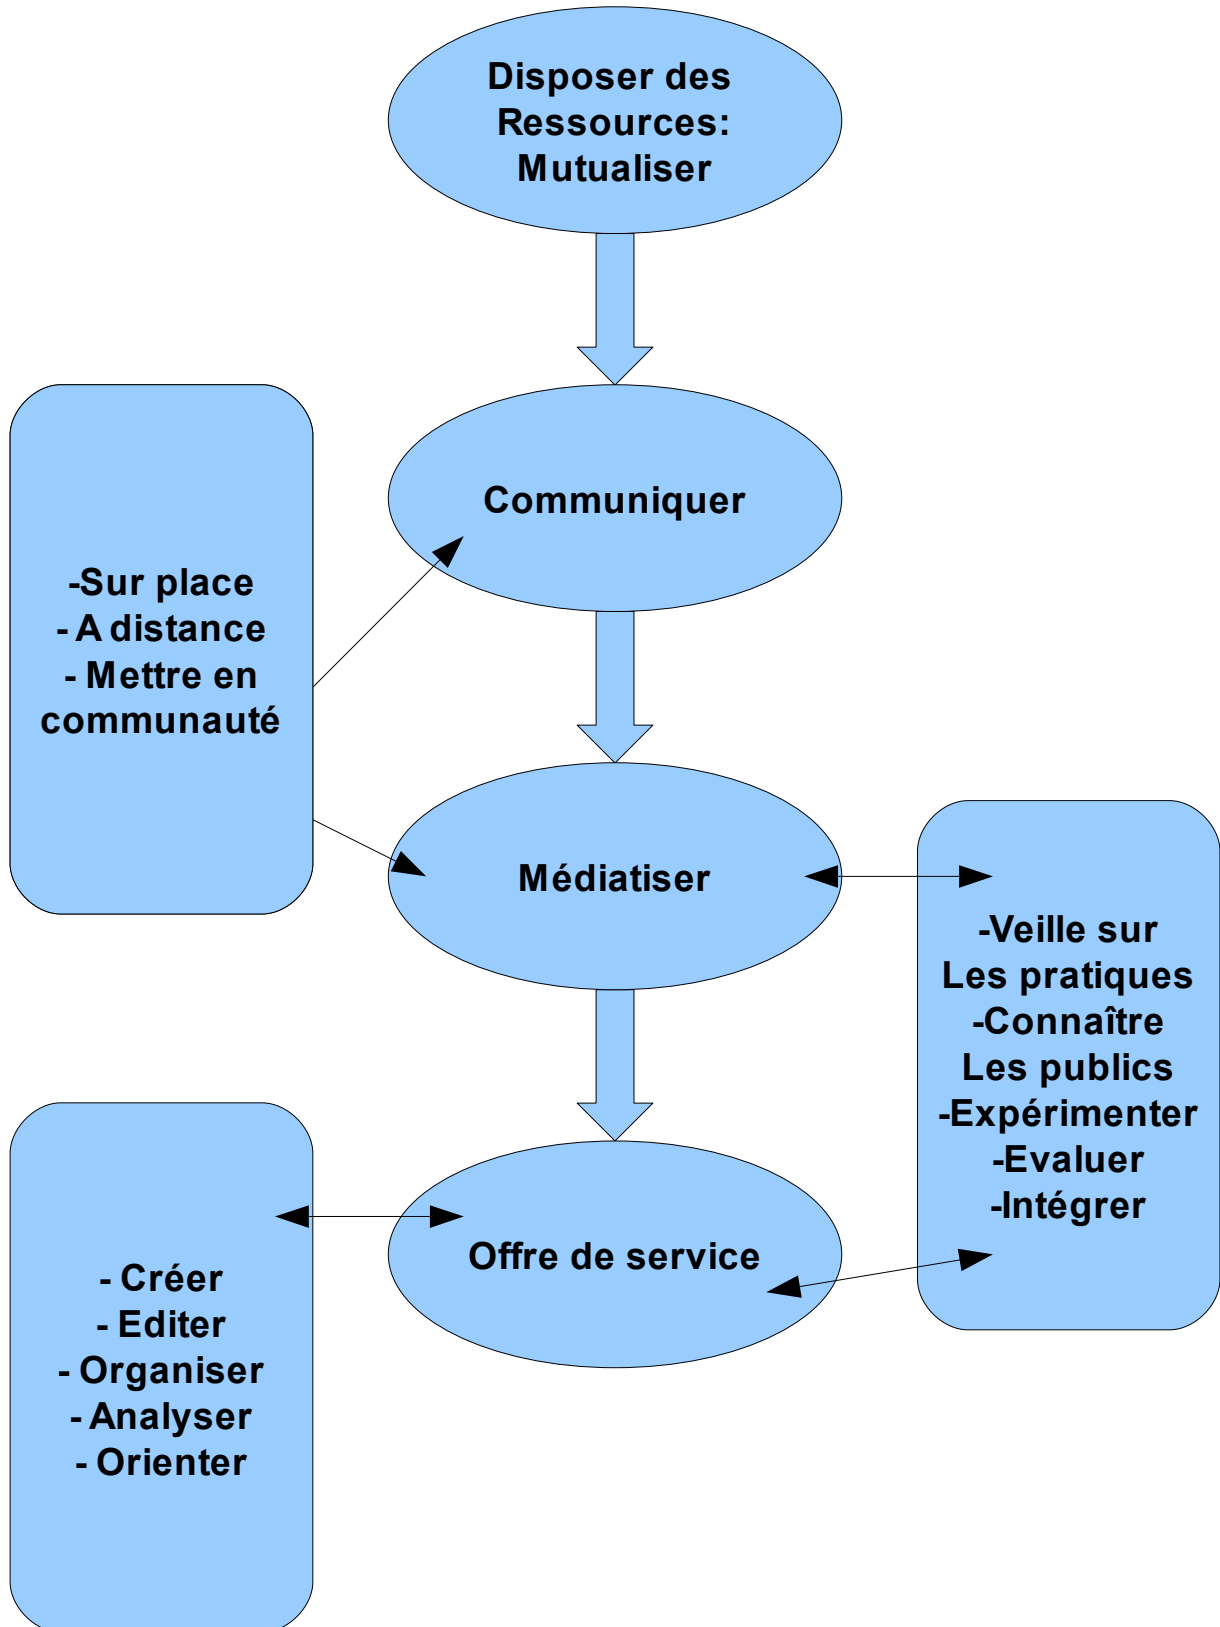 Disposer des
Ressources:
Mutualiser
Communiquer
-Sur place
- A distance
- Mettre en
communauté
Médiatiser
-Veille sur
Les pratiques
-Connaître
Les publics
-Expérimenter
-Evaluer
-Intégrer
Offre de service
- Créer
- Editer
- Organiser
- Analyser
- Orienter